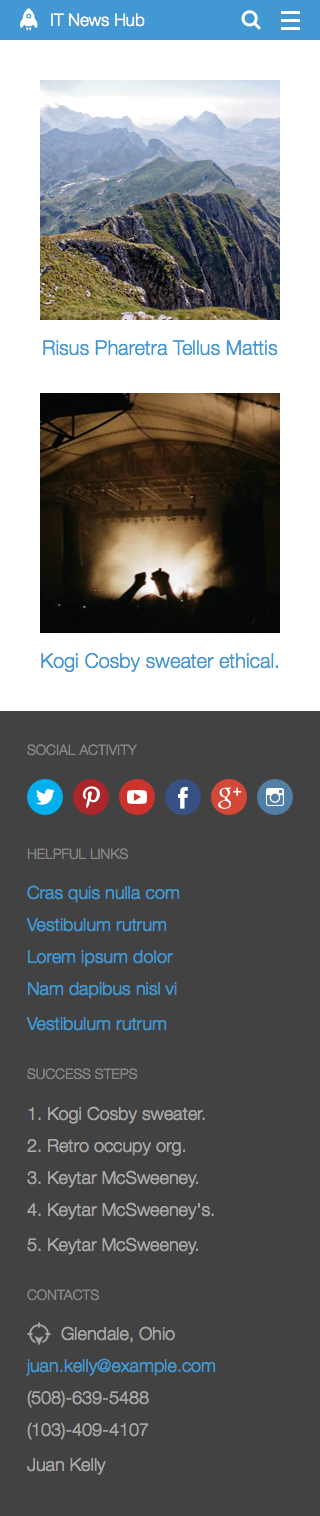 IT News Hub
Risus Pharetra Tellus Mattis
Kogi Cosby sweater ethical.
SOCIAL ACTIVITY
HELPFUL LINKS
Cras quis nulla com
Vestibulum rutrum
Lorem ipsum dolor
Nam dapibus nisl vi
Vestibulum rutrum
SUCCESS STEPS
1. Kogi Cosby sweater.
2. Retro occupy org.
3. Keytar McSweeney.
4. Keytar McSweeney's.
5. Keytar McSweeney.
CONTACTS
Glendale, Ohio
juan.kelly@example.com
(508)-639-5488
(103)-409-4107
Juan Kelly